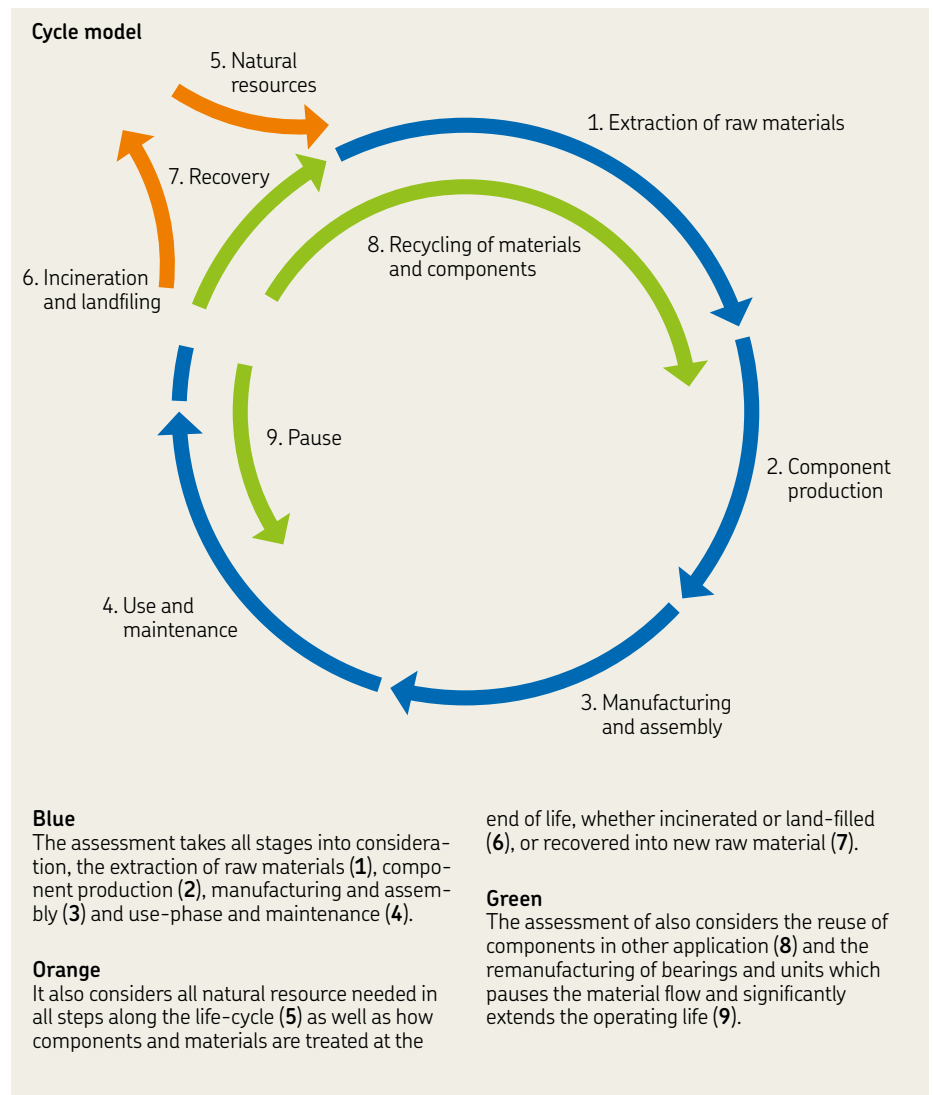 Cycle model
5. Natural
resources
1. Extraction of raw materials
7. Recovery
8. Recycling of materials
and components
6. Incineration
and landfiling
9. Pause
2. Component
production
4. Use and
maintenance
3. Manufacturing
and assembly
Blue
The assessment takes all stages into considera-
tion, the extraction of raw materials (1), compo-
nent production (2), manufacturing and assem-
bly (3) and use-phase and maintenance (4).
Orange
It also considers all natural resource needed in
all steps along the life-cycle (5) as well as how
components and materials are treated at the
end of life, whether incinerated or land-filled
(6), or recovered into new raw material (7).
Green
The assessment of also considers the reuse of
components in other application (8) and the
remanufacturing of bearings and units which
pauses the material flow and significantly
extends the operating life (9).